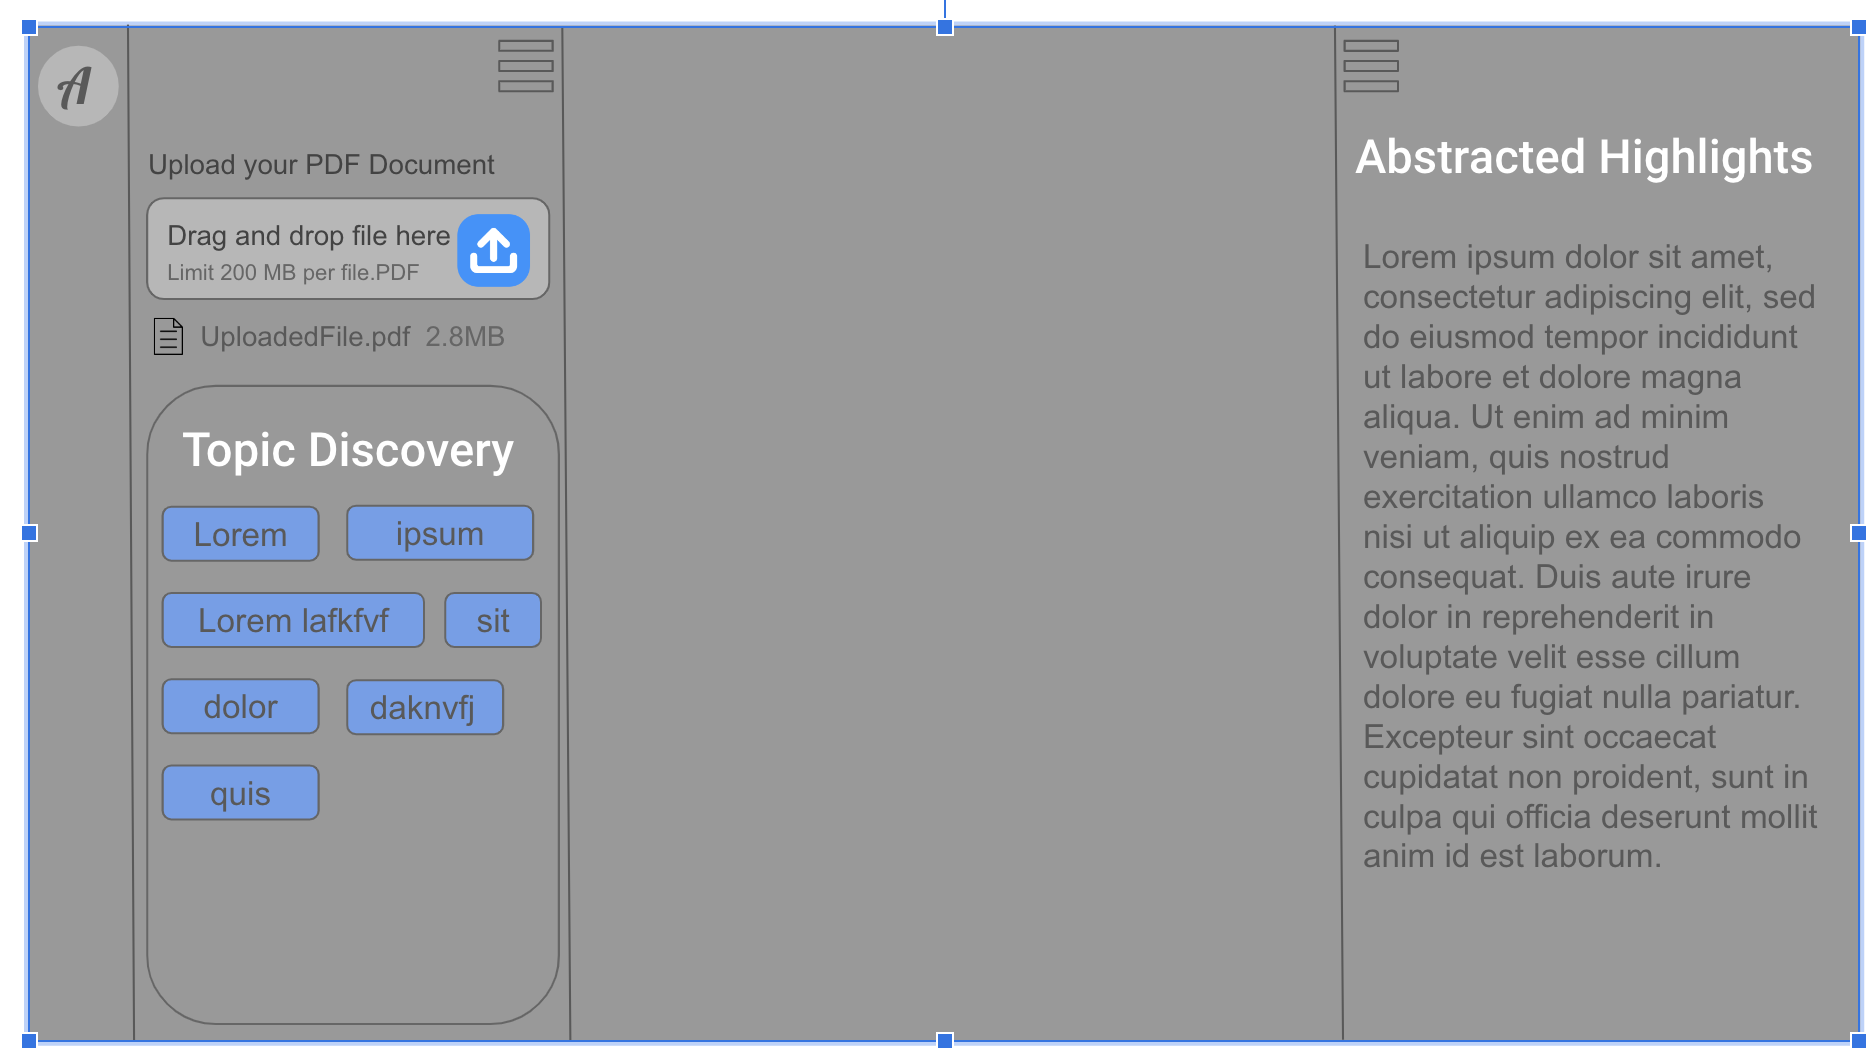 A
Upload your PDF Document
Drag and drop file here
Limit 200 MB per file.PDF
UploadedFile.pdf 2.8MB
Topic Discovery
Lorem ipsum
Lorem lafkfvf sit
dolor daknvfj
quis
Abstracted Highlights
Lorem ipsum dolor sit amet,
consectetur adipiscing elit, sed
do eiusmod tempor incididunt
ut labore et dolore magna
aliqua. Ut enim ad minim
veniam, quis nostrud
exercitation ullamco laboris
nisi ut aliquip ex ea commodo
consequat. Duis aute irure
dolor in reprehenderit in
voluptate velit esse cillum
dolore eu fugiat nulla pariatur.
Excepteur sint occaecat
cupidatat non proident, sunt in
culpa qui officia deserunt mollit
anim id est laborum.